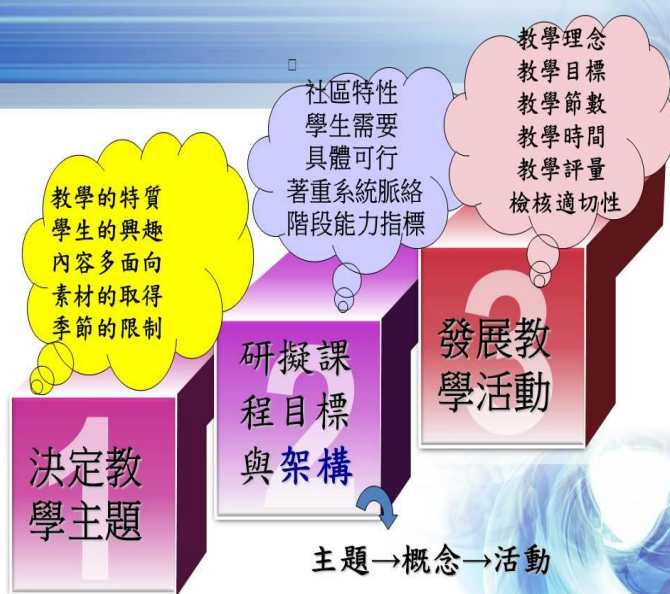 教學的特質
學生的興趣
內容多面向
素材的取得
季節的限制
1
決定教
學主題
社區特性
學生需要
具體可行
著重系統脈絡
階段能力指標
2
研擬課
程目標
與架構
主題→概念→活動
教學理念
教學目標
教學節數
教學時間
教學評量
檢核適切性
3
發展教
學活動